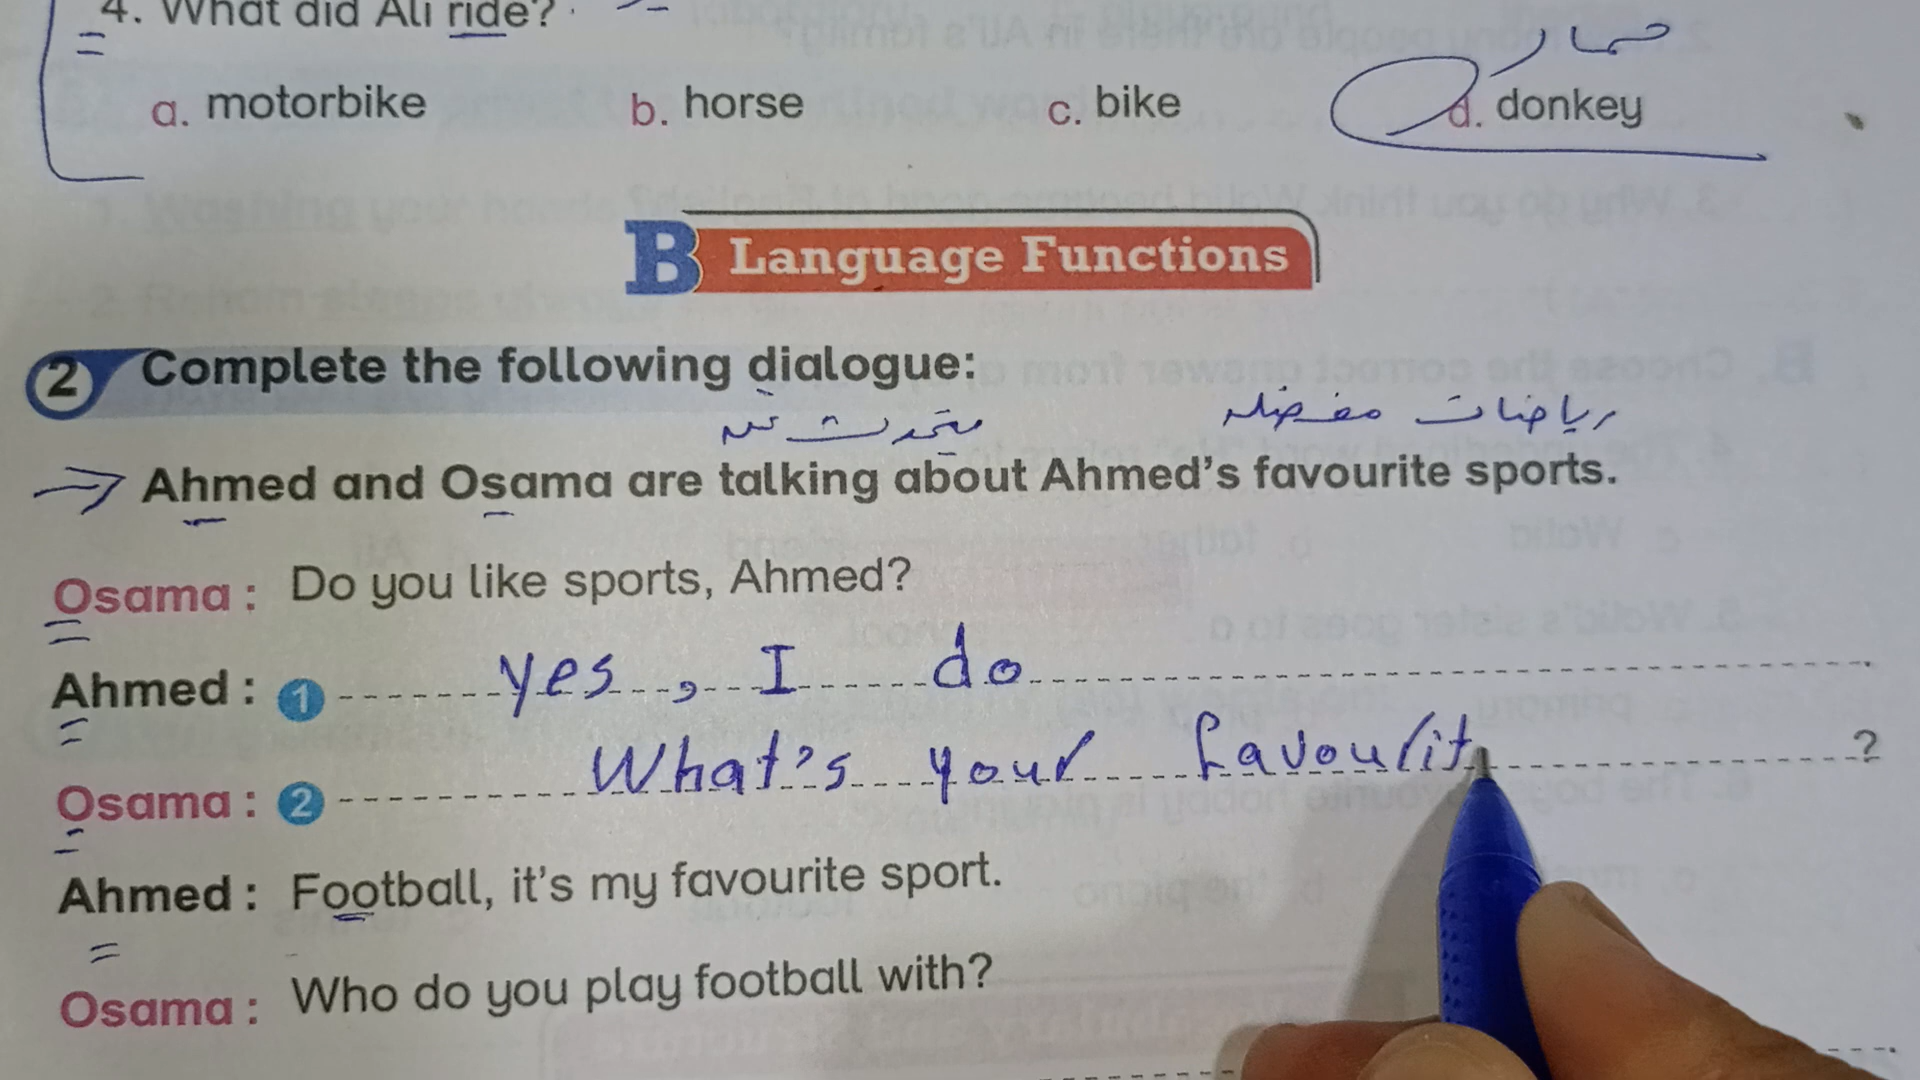 4. What did Ali ride?
حمار
a. motorbike b. horse c. bike d. donkey
B Language Functions
2 Complete the following dialogue:
يتحدث عن رياضات مفضلة
Ahmed and Osama are talking about Ahmed's favourite sports.
Osama : Do you like sports, Ahmed?
Ahmed : 1 yes, I do
Osama : 2 What's your favourit ?
Ahmed : Football, it's my favourite sport.
Osama : Who do you play football with?